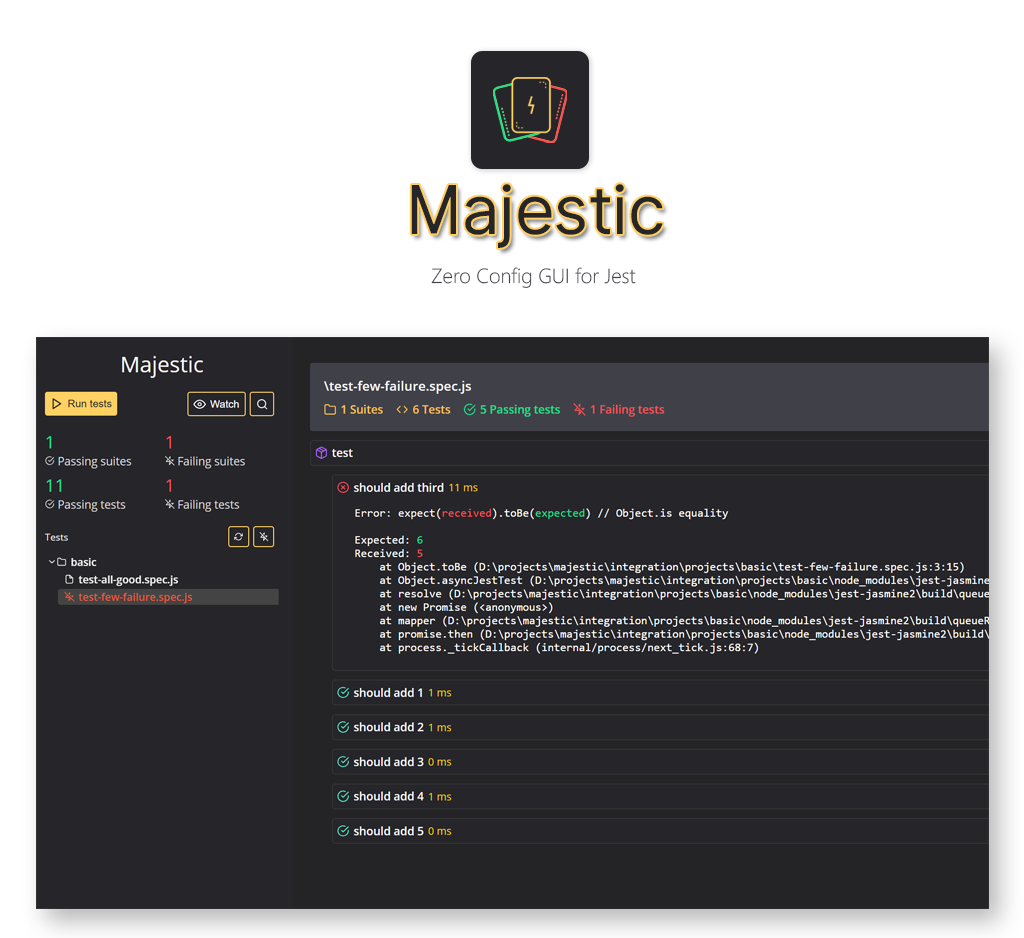 Majestic
Zero Config GUI for Jest
Majestic
Run tests
Watch
1
Passing suites
1
Failing suites
11
Passing tests
1
Failing tests
Tests
basic
test-all-good.spec.js
test-few-failure.spec.js
\test-few-failure.spec.js
1 Suites <> 6 Tests 5 Passing tests 1 Failing tests
test
should add third 11 ms
Error: expect(received).toBe(expected) // Object.is equality
Expected: 6
Received: 5
at Object.toBe (D:\projects\majestic\integration\projects\basic\test-few-failure.spec.js:3:15)
at Object.asyncJestTest (D:\projects\majestic\integration\projects\basic\node_modules\jest-jasmine
at resolve (D:\projects\majestic\integration\projects\basic\node_modules\jest-jasmine2\build\queue
at new Promise (<anonymous>)
at mapper (D:\projects\majestic\integration\projects\basic\node_modules\jest-jasmine2\build\queueR
at promise.then (D:\projects\majestic\integration\projects\basic\node_modules\jest-jasmine2\build\
at process._tickCallback (internal/process/next_tick.js:68:7)
should add 1 1 ms
should add 2 1 ms
should add 3 0 ms
should add 4 1 ms
should add 5 0 ms